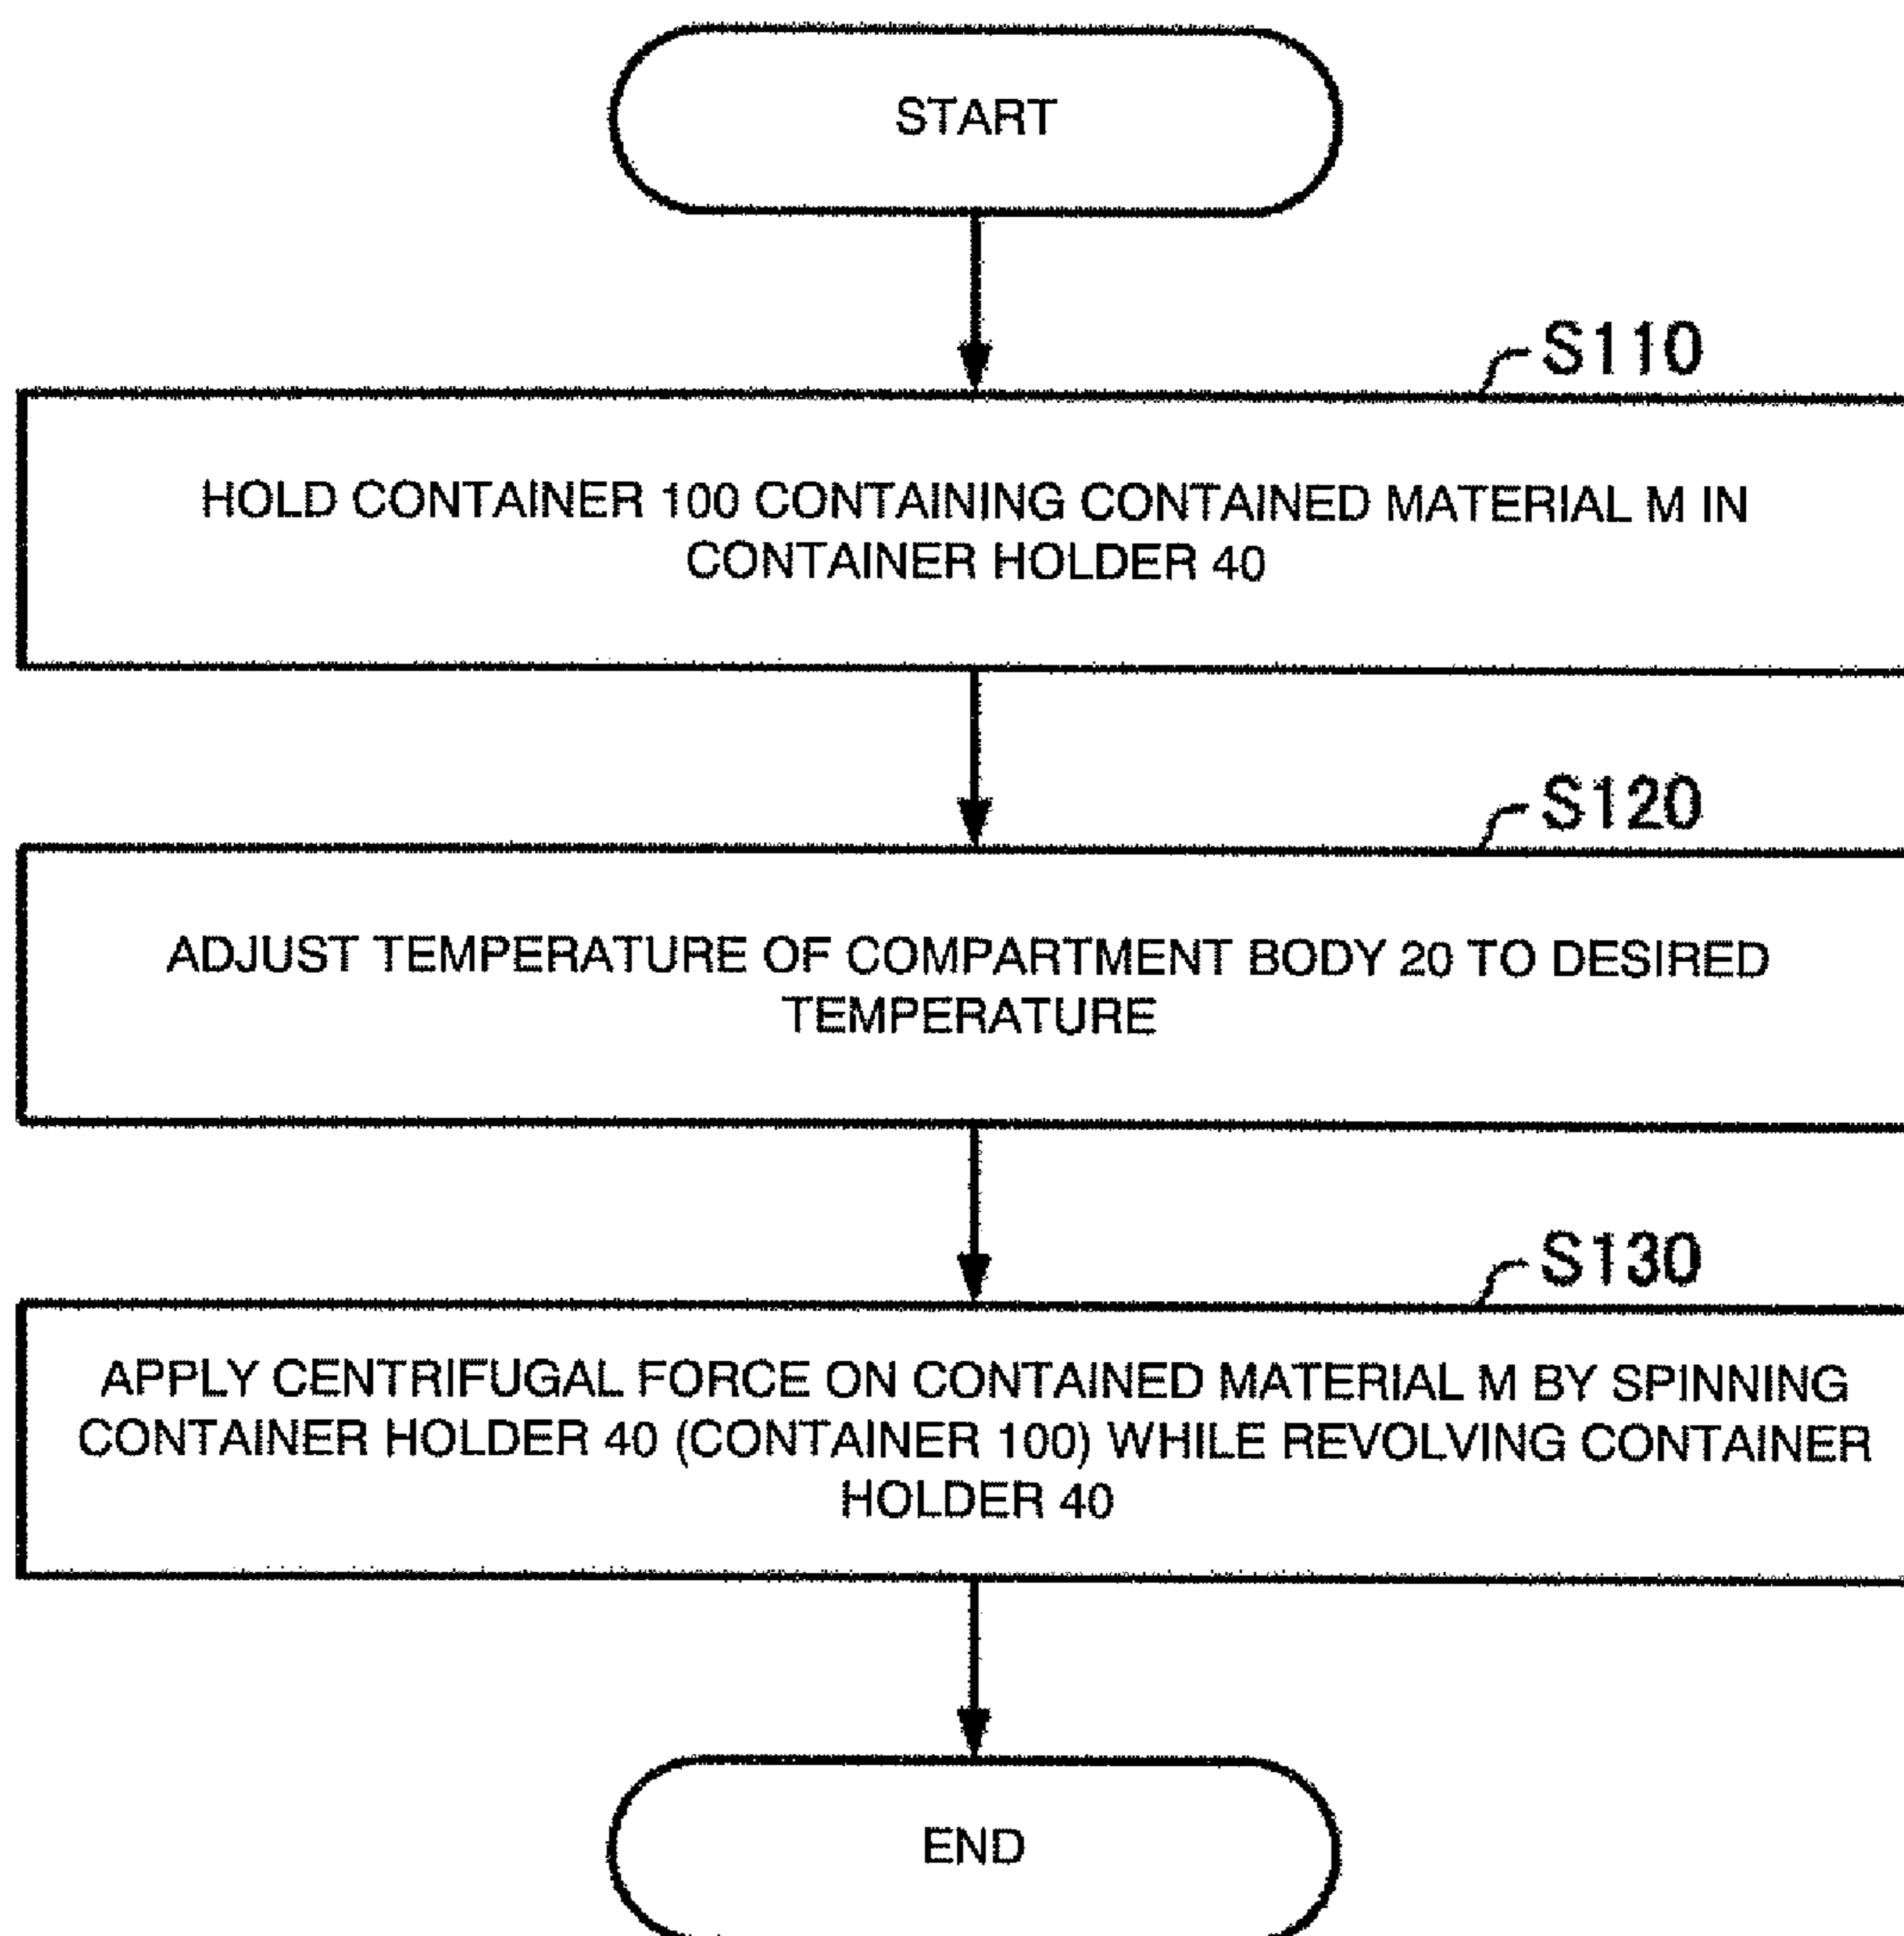 START
S110
HOLD CONTAINER 100 CONTAINING CONTAINED MATERIAL M IN
CONTAINER HOLDER 40
S120
ADJUST TEMPERATURE OF COMPARTMENT BODY 20 TO DESIRED
TEMPERATURE
S130
APPLY CENTRIFUGAL FORCE ON CONTAINED MATERIAL M BY SPINNING
CONTAINER HOLDER 40 (CONTAINER 100) WHILE REVOLVING CONTAINER
HOLDER 40
END